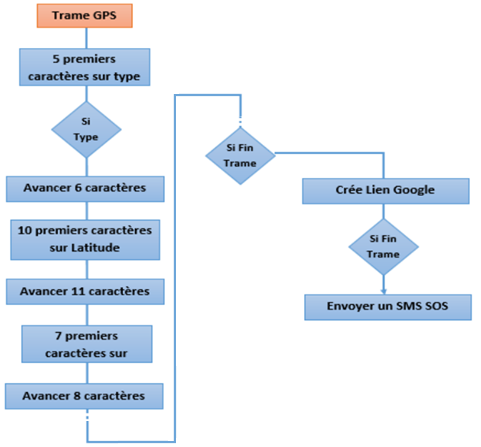 Trame GPS
5 premiers
caractères sur type
Si
Type
Avancer 6 caractères
10 premiers caractères
sur Latitude
Avancer 11 caractères
7 premiers
caractères sur
Avancer 8 caractères
Si Fin
Trame
Crée Lien Google
Si Fin
Trame
Envoyer un SMS SOS